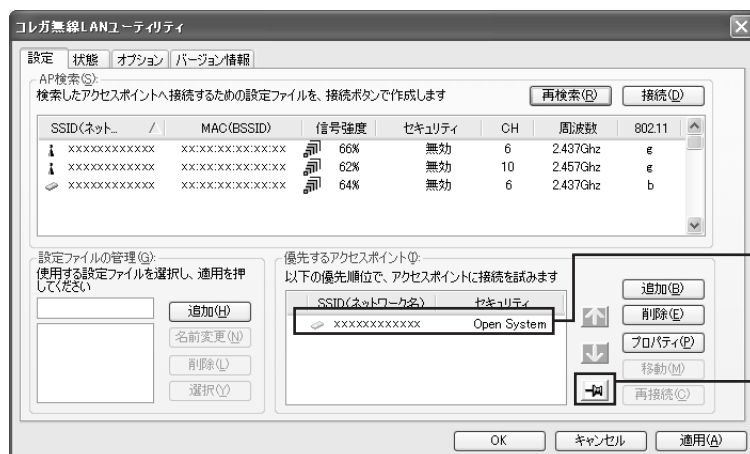 コレガ無線LANユーティリティ
設定 状態 オプション バージョン情報
AP検索(S):
検索したアクセスポイントへ接続するための設定ファイルを、接続ボタンで作成します
再検索(R) 接続(D)
SSID(ネット... / MAC(BSSID) 信号強度 セキュリティ CH 周波数 802.11
xxxxxxxxxxxx xx:xx:xx:xx:xx:xx 66% 無効 6 2.437Ghz g
xxxxxxxxxxxx xx:xx:xx:xx:xx:xx 62% 無効 10 2.457Ghz g
xxxxxxxxxxxx xx:xx:xx:xx:xx:xx 64% 無効 6 2.437Ghz b
設定ファイルの管理(G):
使用する設定ファイルを選択し、適用を押
してください
追加(H)
名前変更(N)
削除(L)
選択(Y)
優先するアクセスポイント(I):
以下の優先順位で、アクセスポイントに接続を試みます
SSID(ネットワーク名) セキュリティ
xxxxxxxxxxxx Open System
追加(B)
削除(E)
プロパティ(P)
移動(M)
再接続(C)
OK キャンセル 適用(A)